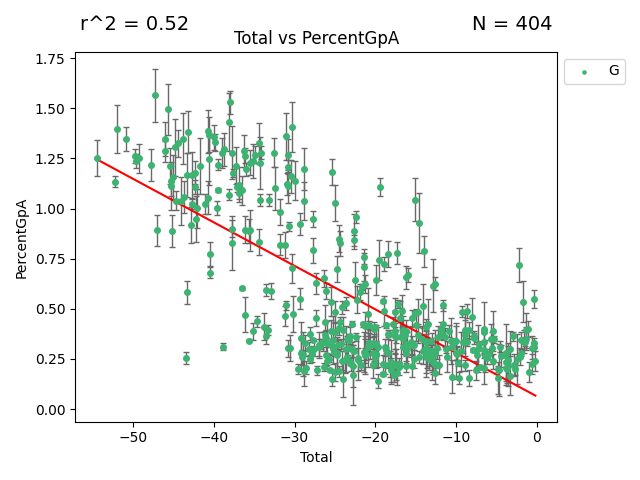 r^2 = 0.52 N = 404
Total vs PercentGpA
G
1.75
1.50
1.25
1.00
0.75
0.50
0.25
0.00
PercentGpA
−50 −40 −30 −20 −10 0
Total